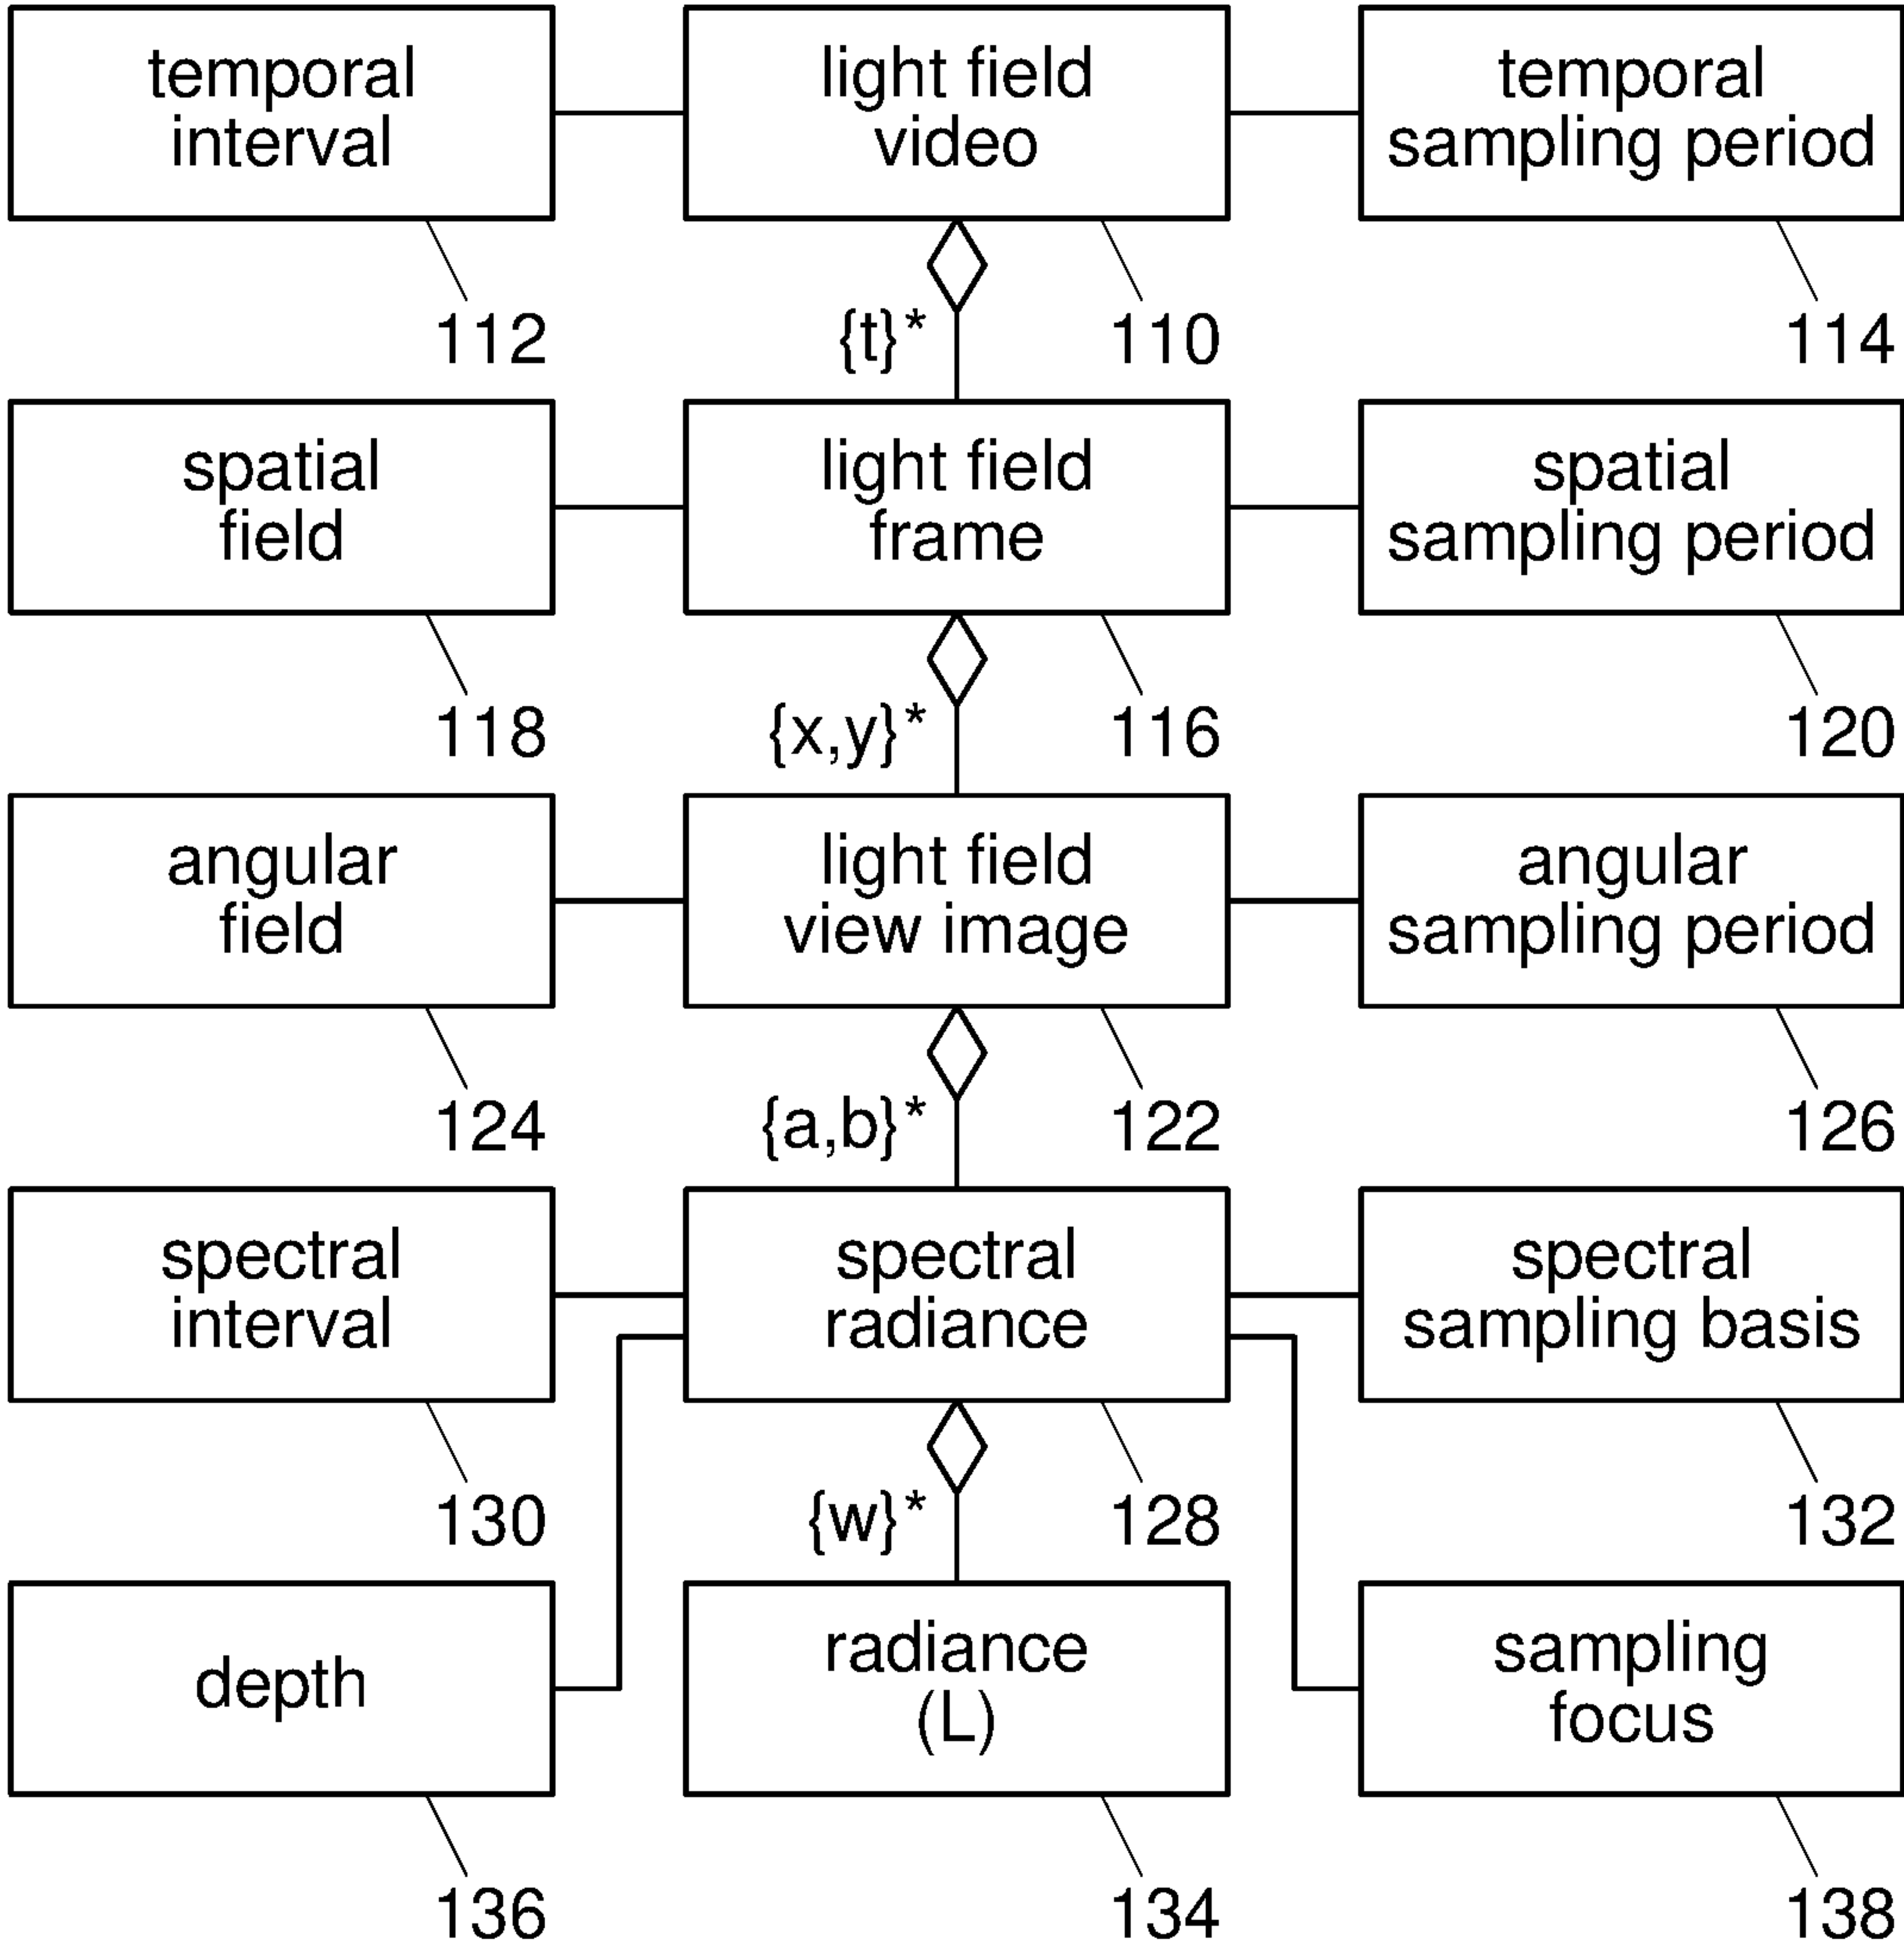 temporal
interval
light field
video
temporal
sampling period
112
{t}*
110
114
spatial
field
light field
frame
spatial
sampling period
118
{x,y}*
116
120
angular
field
light field
view image
angular
sampling period
124
{a,b}*
122
126
spectral
interval
spectral
radiance
spectral
sampling basis
130
{w}*
128
132
depth
radiance
(L)
sampling
focus
136
134
138